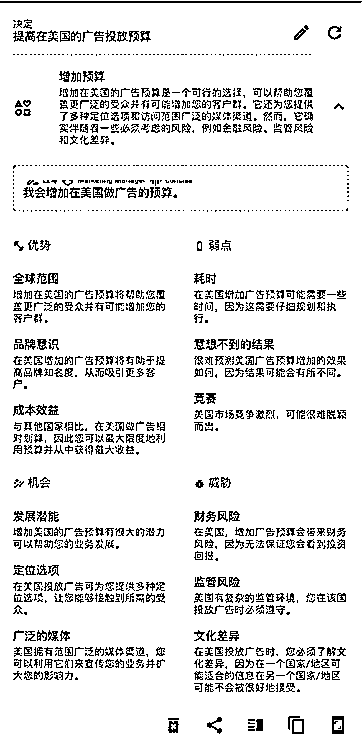 决定
提高在美国的广告投放预算
增加预算
增加在美国的广告预算是一个可行的选择，可以帮助您覆
盖更广泛的受众并有可能增加您的客户群。它还为您提供
了多种定位选项和访问范围广泛的媒体渠道。然而，它确
实伴随着一些必须考虑的风险，例如金融风险、监管风险
和文化差异。
我会增加在美国做广告的预算。
优势
全球范围
增加在美国的广告预算将帮助您覆
盖更广泛的受众并有可能增加您的
客户群。
品牌意识
在美国增加的广告预算将有助于提
高品牌知名度，从而吸引更多客
户。
成本效益
与其他国家相比，在美国做广告相
对划算，因此您可以最大限度地利
用预算并从中获得最大收益。
弱点
耗时
在美国增加广告预算可能需要一些
时间，因为这需要仔细规划和执
行。
意想不到的结果
很难预测美国广告预算增加的效果
如何，因为结果可能会有所不同。
竞赛
美国市场竞争激烈，可能很难脱颖
而出。
机会
发展潜能
增加美国的广告预算有很大的潜力
可以帮助您的业务发展。
定位选项
在美国投放广告可为您提供多种定
位选项，让您能够接触到所需的受
众。
广泛的媒体
美国拥有范围广泛的媒体渠道，您
可以利用它们来宣传您的业务并扩
大您的影响力。
威胁
财务风险
在美国，增加广告预算会带来财务
风险，因为无法保证您会看到投资
回报。
监管风险
美国有复杂的监管环境，您在该国
投放广告时必须遵守。
文化差异
在美国投放广告时，您必须了解文
化差异，因为在一个国家/地区可
能适合的信息在另一个国家/地区
可能不会被很好地接受。